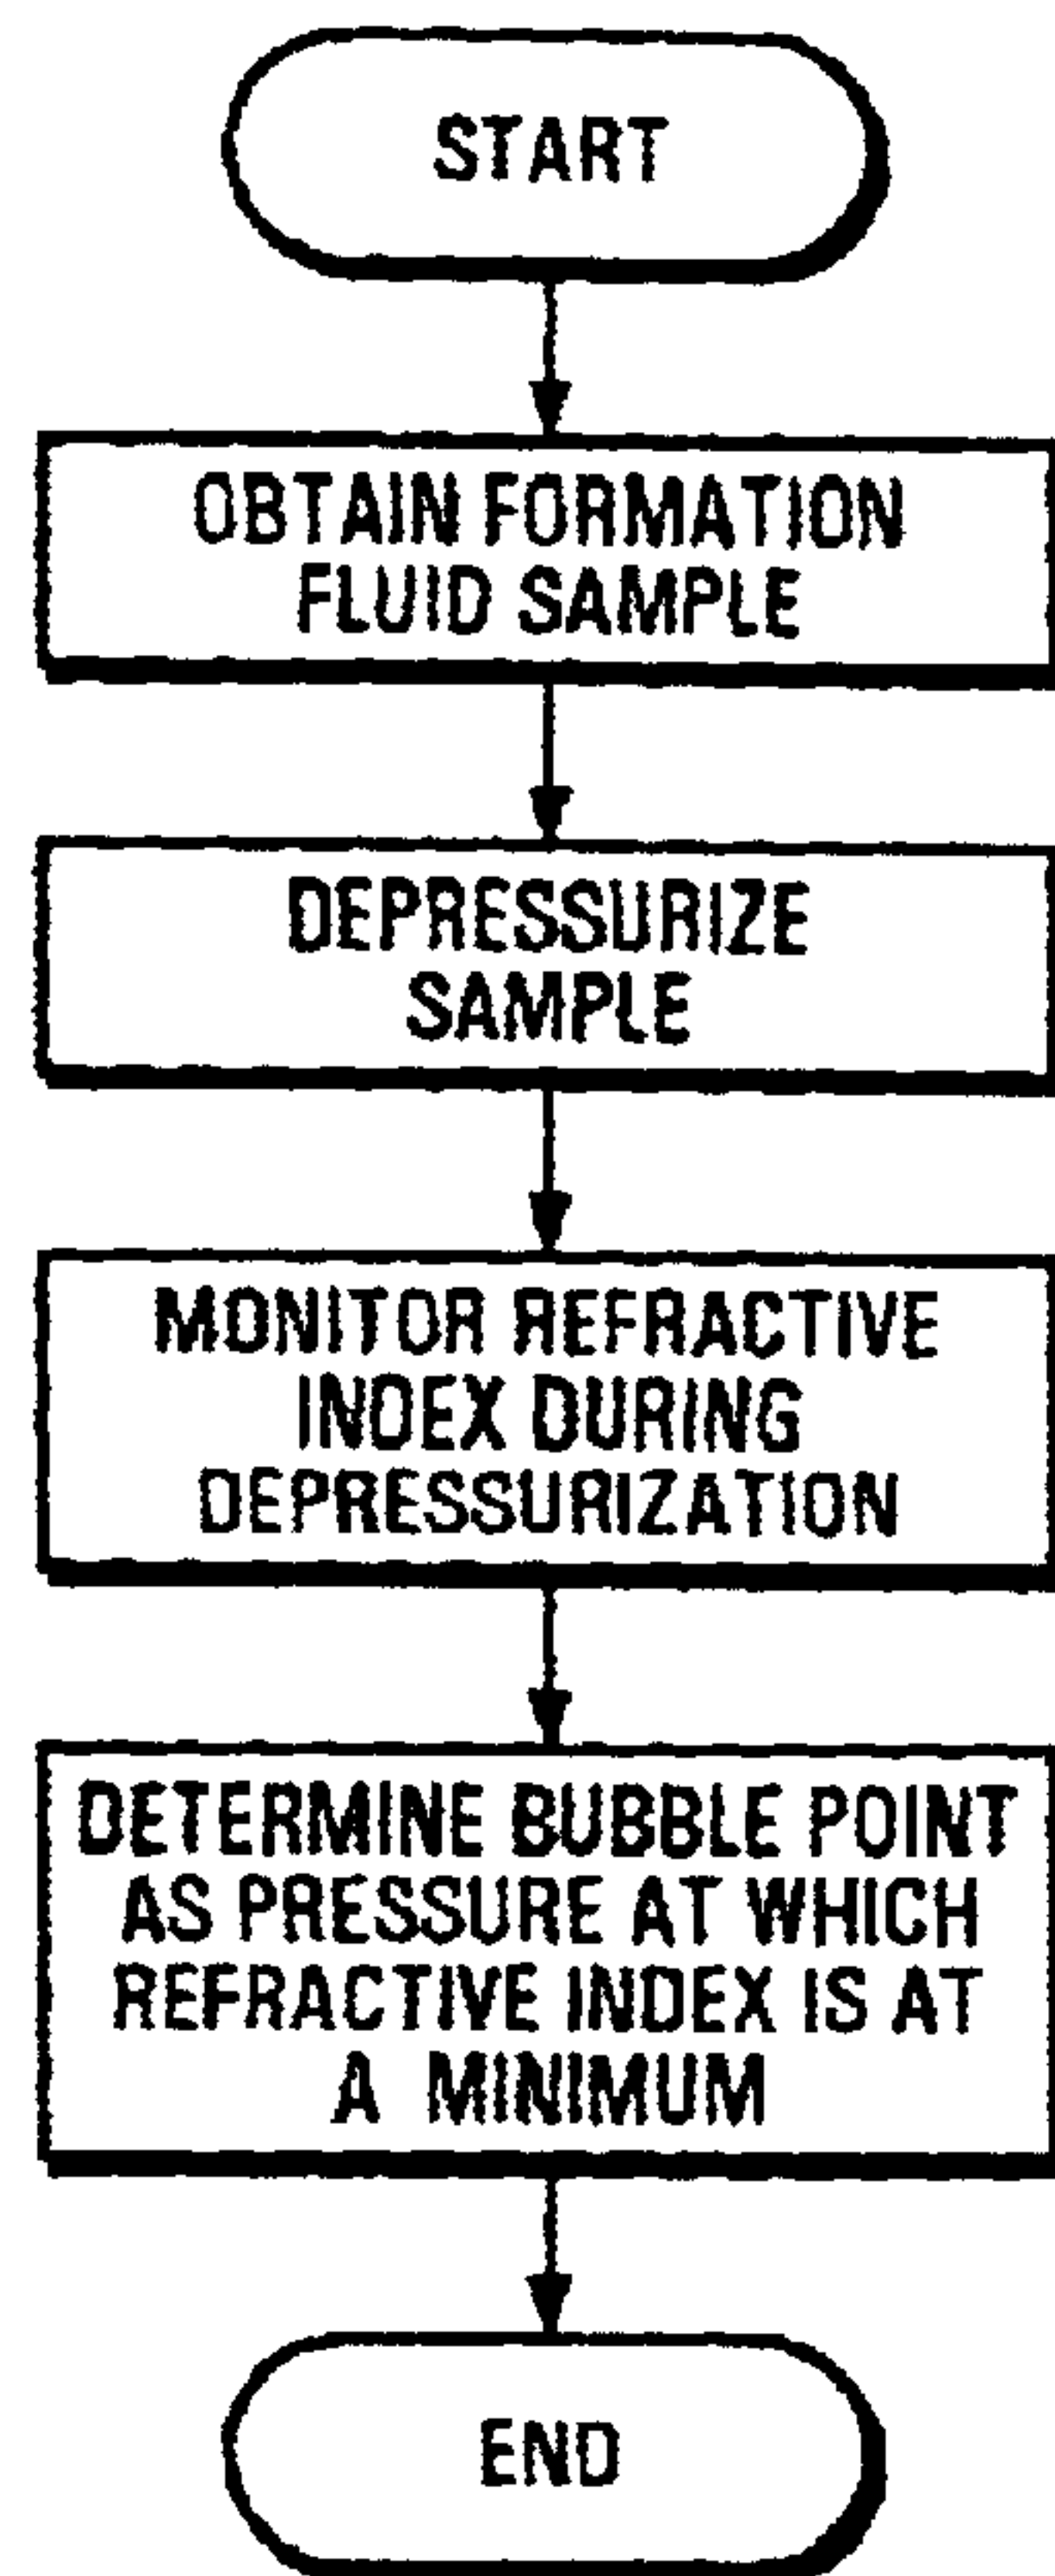 START
OBTAIN FORMATION
FLUID SAMPLE
DEPRESSURIZE
SAMPLE
MONITOR REFRACTIVE
INDEX DURING
DEPRESSURIZATION
DETERMINE BUBBLE POINT
AS PRESSURE AT WHICH
REFRACTIVE INDEX IS AT
A MINIMUM
END